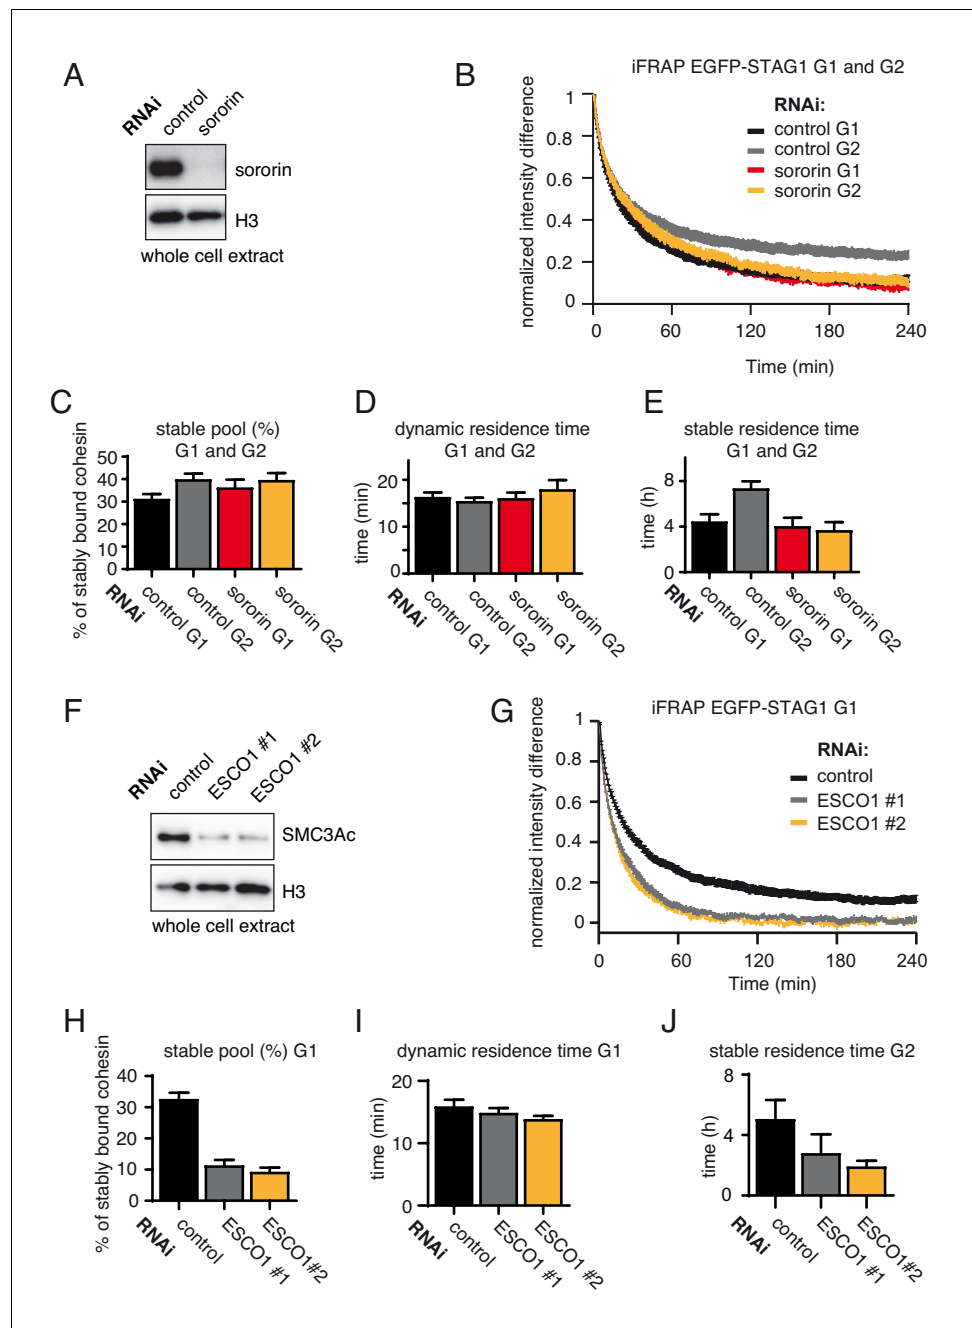 A
RNAi
control
sororin
sororin
H3
whole cell extract
B
iFRAP EGFP-STAG1 G1 and G2
normalized intensity difference
1
0.8
0.6
0.4
0.2
0
RNAi:
control G1
control G2
sororin G1
sororin G2
0 60 120 180 240
Time (min)
C
stable pool (%)
G1 and G2
% of stably bound cohesin
50
40
30
20
10
0
RNAi
control G1
control G2
sororin G1
sororin G2
D
dynamic residence time
G1 and G2
time (min)
20
10
0
RNAi
control G1
control G2
sororin G1
sororin G2
E
stable residence time
G1 and G2
time (h)
8
4
0
RNAi
control G1
control G2
sororin G1
sororin G2
F
RNAi
control
ESCO1 #1
ESCO1 #2
SMC3Ac
H3
whole cell extract
G
iFRAP EGFP-STAG1 G1
normalized intensity difference
1
0.8
0.6
0.4
0.2
0
RNAi:
control
ESCO1 #1
ESCO1 #2
0 60 120 180 240
Time (min)
H
stable pool (%) G1
% of stably bound cohesin
40
30
20
10
0
RNAi
control
ESCO1 #1
ESCO1#2
I
dynamic residence time G1
time (min)
20
10
0
RNAi
control
ESCO1 #1
ESCO1 #2
J
stable residence time G2
time (h)
8
4
0
RNAi
control
ESCO1 #1
ESCO1#2